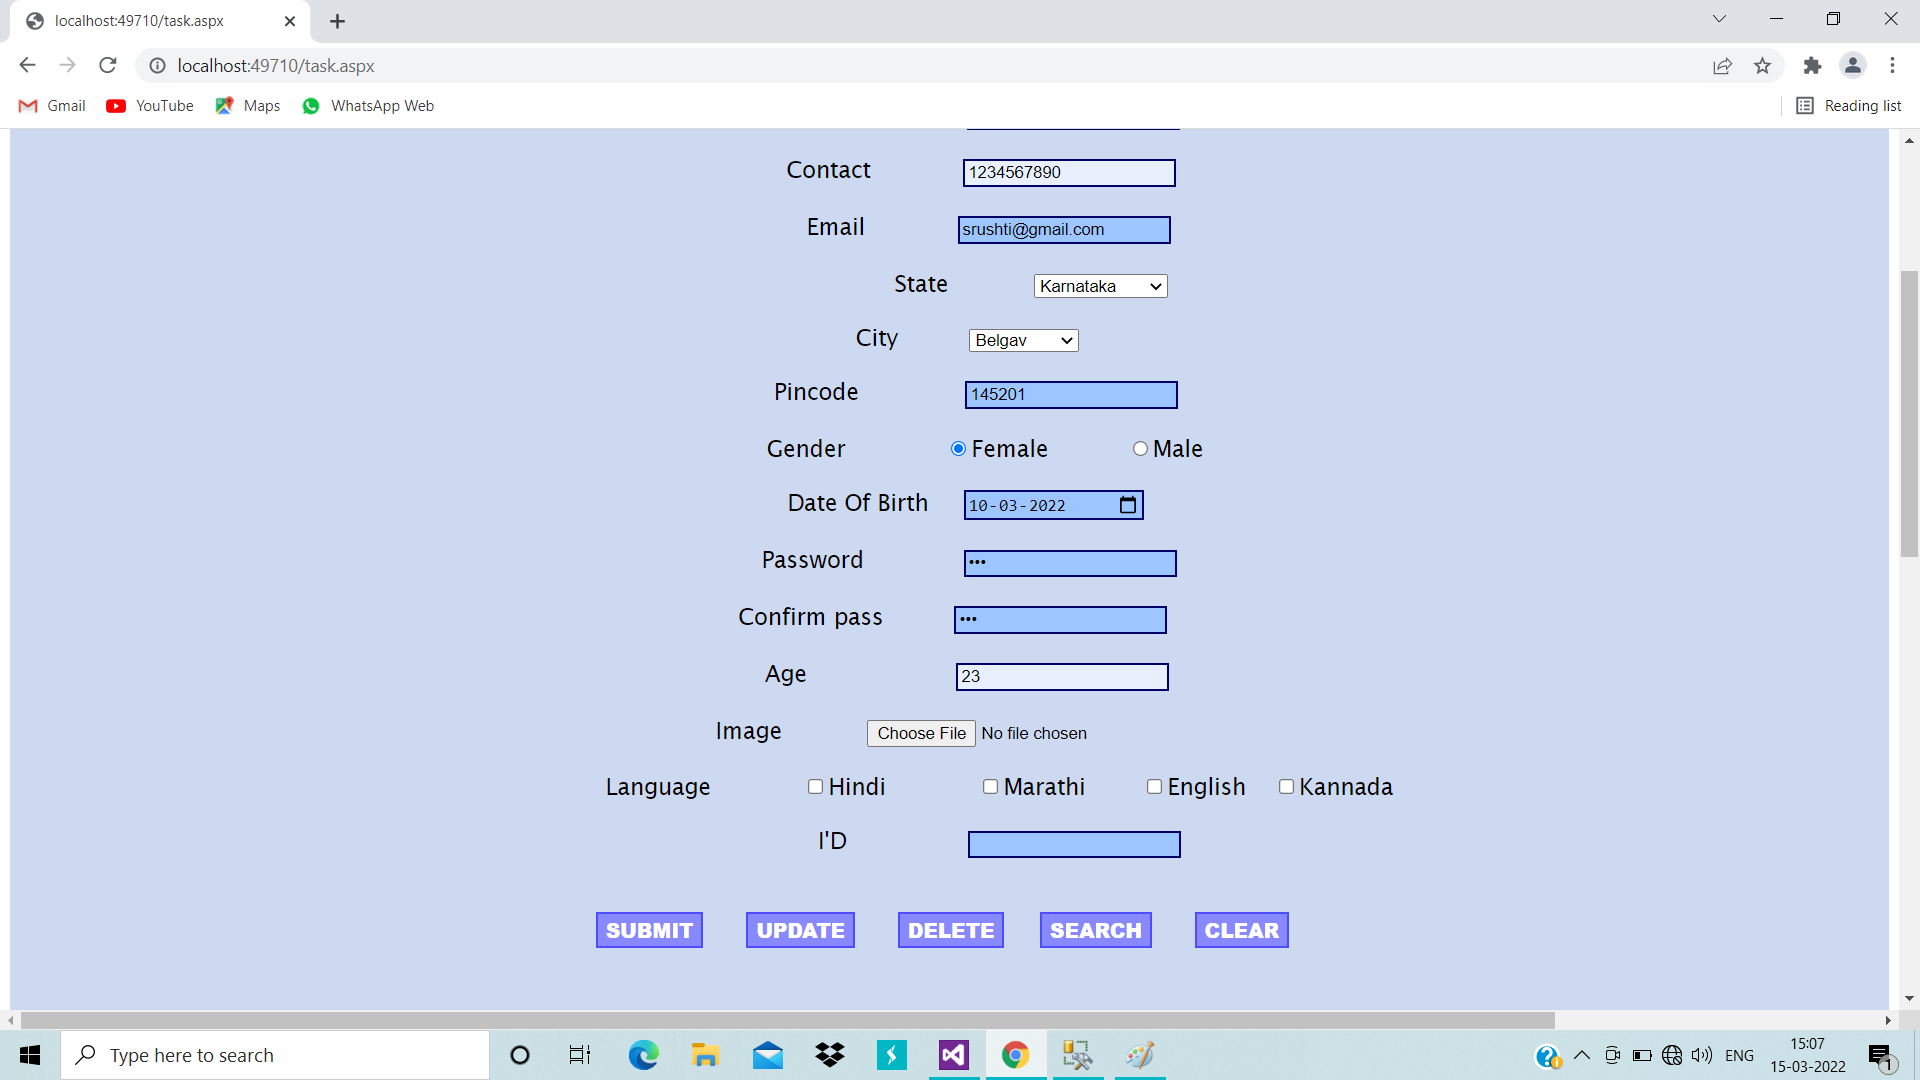 localhost:49710/task.aspx
localhost:49710/task.aspx
Gmail YouTube Maps WhatsApp Web Reading list
Contact 1234567890
Email srushti@gmail.com
State Karnataka
City Belgav
Pincode 145201
Gender Female Male
Date Of Birth 10-03-2022
Password •••
Confirm pass •••
Age 23
Image Choose File No file chosen
Language Hindi Marathi English Kannada
I'D
SUBMIT UPDATE DELETE SEARCH CLEAR
Type here to search ENG 15:07
15-03-2022 1